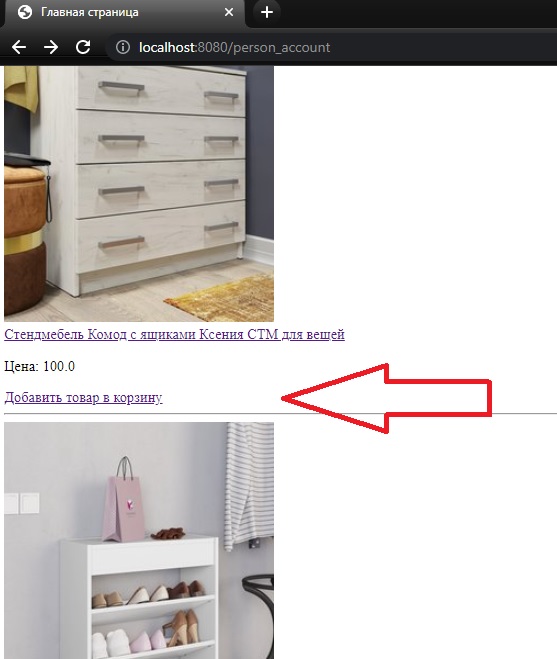 Главная страница
localhost:8080/person_account
Стендмебель Комод с ящиками Ксения СТМ для вещей
Цена: 100.0
Добавить товар в корзину